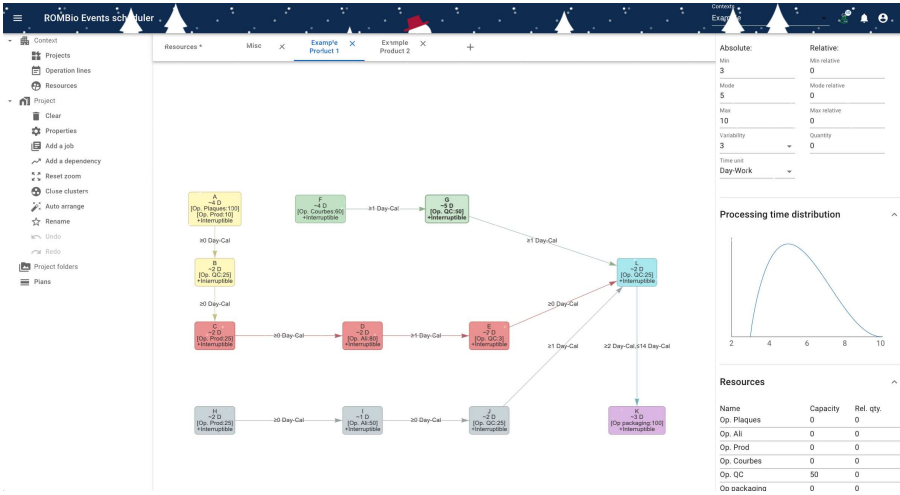 ROMBio Events scheduler
Contexts
Example
Context
Projects
Operation lines
Resources
Project
Clear
Properties
Add a job
Add a dependency
Reset zoom
Cluse clusters
Auto arrange
Rename
Undo
Redo
Project folders
Plans
Resources *
Misc
Example
Product 1
Example
Product 2
A
~4 D
[Op. Plaques:100]
[Op. Prod:10]
+Interruptible
F
~4 D
[Op. Courbes:60]
+Interruptible
≥1 Day-Cal
G
~5 D
[Op. QC:50]
+Interruptible
≥0 Day-Cal
≥1 Day-Cal
B
~2 D
[Op. QC:25]
+Interruptible
L
~2 D
[Op. QC:25]
+Interruptible
≥0 Day-Cal
≥0 Day-Cal
C
~2 D
[Op. Prod:25]
+Interruptible
≥0 Day-Cal
D
~2 D
[Op. Ali:80]
+Interruptible
≥1 Day-Cal
E
~2 D
[Op. QC:3]
+Interruptible
≥1 Day-Cal
≥2 Day-Cal,≤14 Day-Cal
H
~2 D
[Op. Prod:25]
+Interruptible
≥0 Day-Cal
I
~1 D
[Op. Ali:50]
+Interruptible
≥0 Day-Cal
J
~2 D
[Op. QC:25]
+Interruptible
K
~3 D
[Op packaging:100]
+Interruptible
Absolute: Relative:
Min Min relative
3 0
Mode Mode relative
5 0
Max Max relative
10 0
Variability Quantity
3 0
Time unit
Day-Work
Processing time distribution
2 4 6 8 10
Resources
Name Capacity Rel. qty.
Op. Plaques 0 0
Op. Ali 0 0
Op. Prod 0 0
Op. Courbes 0 0
Op. QC 50 0
Op packaging 0 0